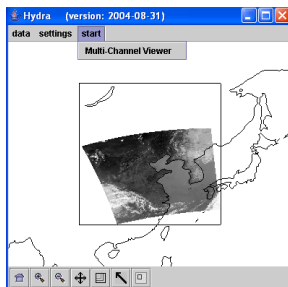 Hydra    (version: 2004-08-31)
data settings start
Multi-Channel Viewer